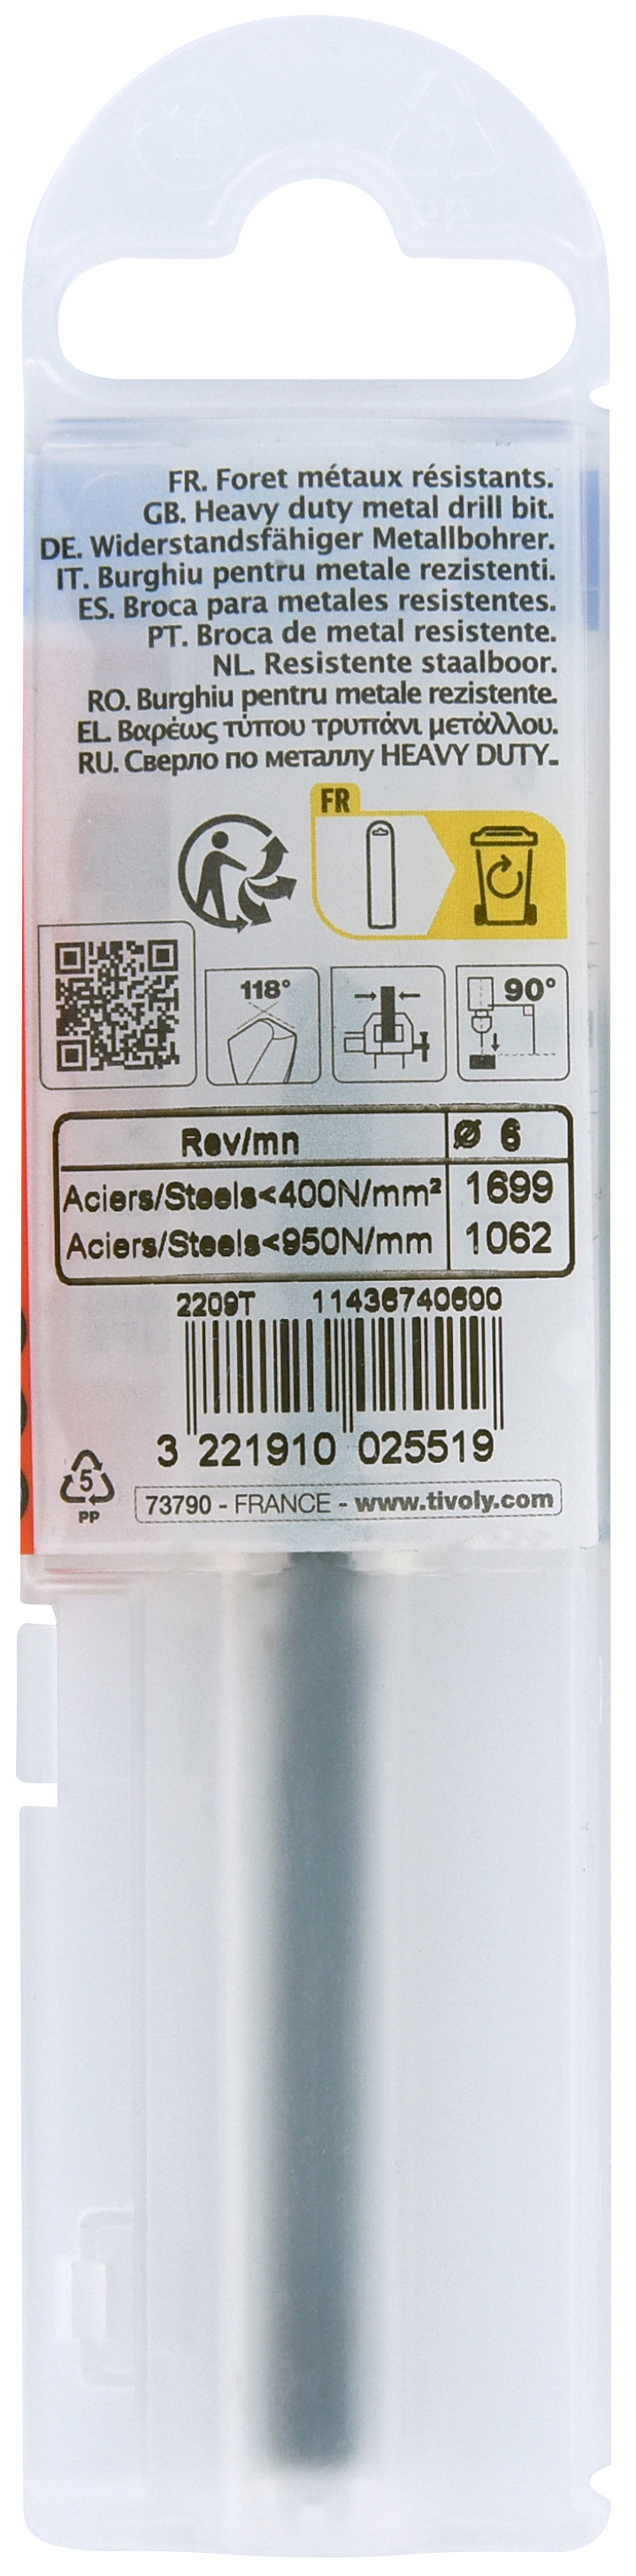 5
PP
FR. Foret métaux résistants.
GB. Heavy duty metal drill bit.
DE. Widerstandsfähiger Metallbohrer.
IT. Burghiu pentru metale rezistenti.
ES. Broca para metales resistentes.
PT. Broca de metal resistente.
NL. Resistente staalboor.
RO. Burghiu pentru metale rezistente.
EL. Βαρέως τύπου τρυπάνι μετάλλου.
RU. Сверло по металлу HEAVY DUTY.
FR
118°
90°
Rev/mn Ø 6
Aciers/Steels<400N/mm² 1699
Aciers/Steels<950N/mm 1062
2209T 11436740600
3 221910 025519
5
PP
73790 - FRANCE - www.tivoly.com